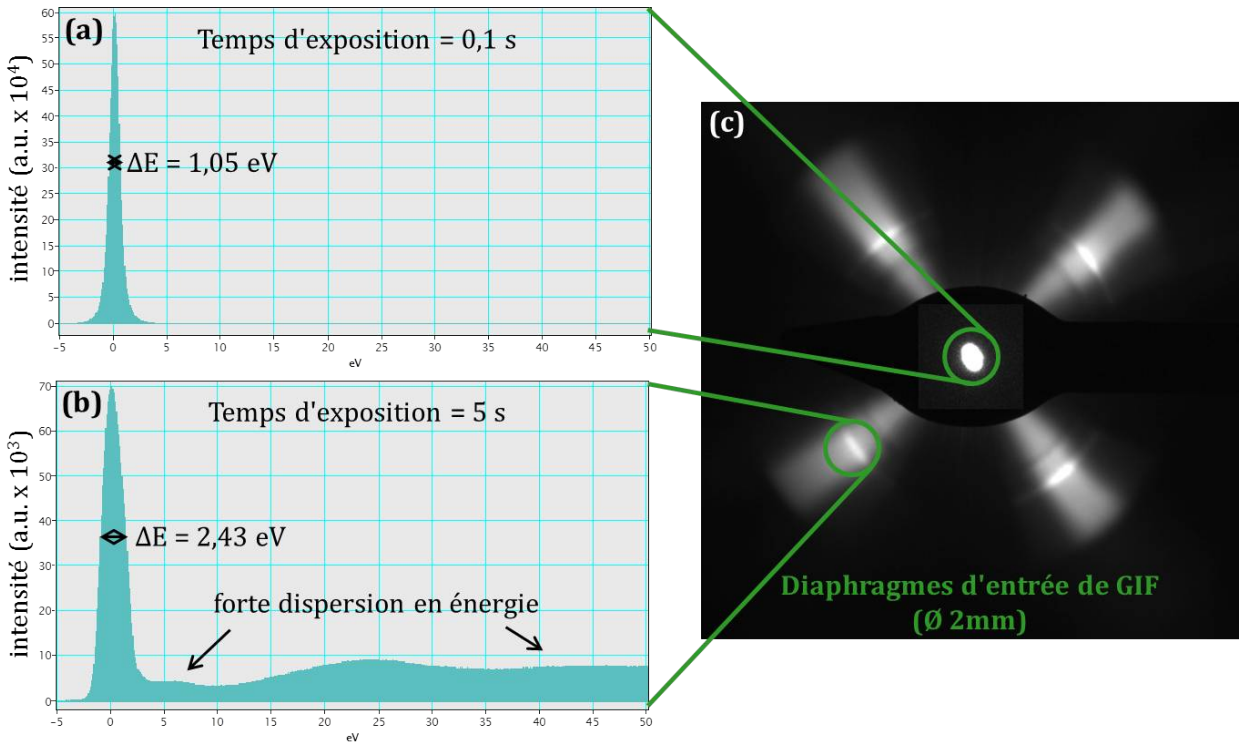 (a)
Temps d'exposition = 0,1 s
intensité (a.u. x 10⁴)
60
55
50
45
40
35
30
25
20
15
10
5
0
ΔE = 1,05 eV
-5 0 5 10 15 20 25 30 35 40 45 50
eV
(b)
Temps d'exposition = 5 s
intensité (a.u. x 10³)
70
60
50
40
30
20
10
0
ΔE = 2,43 eV
forte dispersion en énergie
-5 0 5 10 15 20 25 30 35 40 45 50
eV
(c)
Diaphragmes d'entrée de GIF
(Ø 2mm)